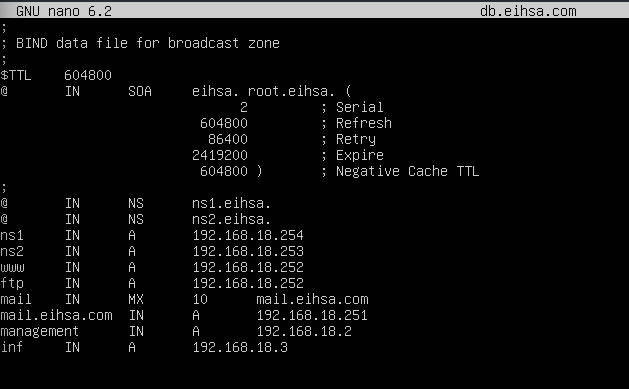 GNU nano 6.2 db.eihsa.com
;
; BIND data file for broadcast zone
;
$TTL 604800
@ IN SOA eihsa. root.eihsa. (
2 ; Serial
604800 ; Refresh
86400 ; Retry
2419200 ; Expire
604800 ) ; Negative Cache TTL
;
@ IN NS ns1.eihsa.
@ IN NS ns2.eihsa.
ns1 IN A 192.168.18.254
ns2 IN A 192.168.18.253
www IN A 192.168.18.252
ftp IN A 192.168.18.252
mail IN MX 10 mail.eihsa.com
mail.eihsa.com IN A 192.168.18.251
management IN A 192.168.18.2
inf IN A 192.168.18.3